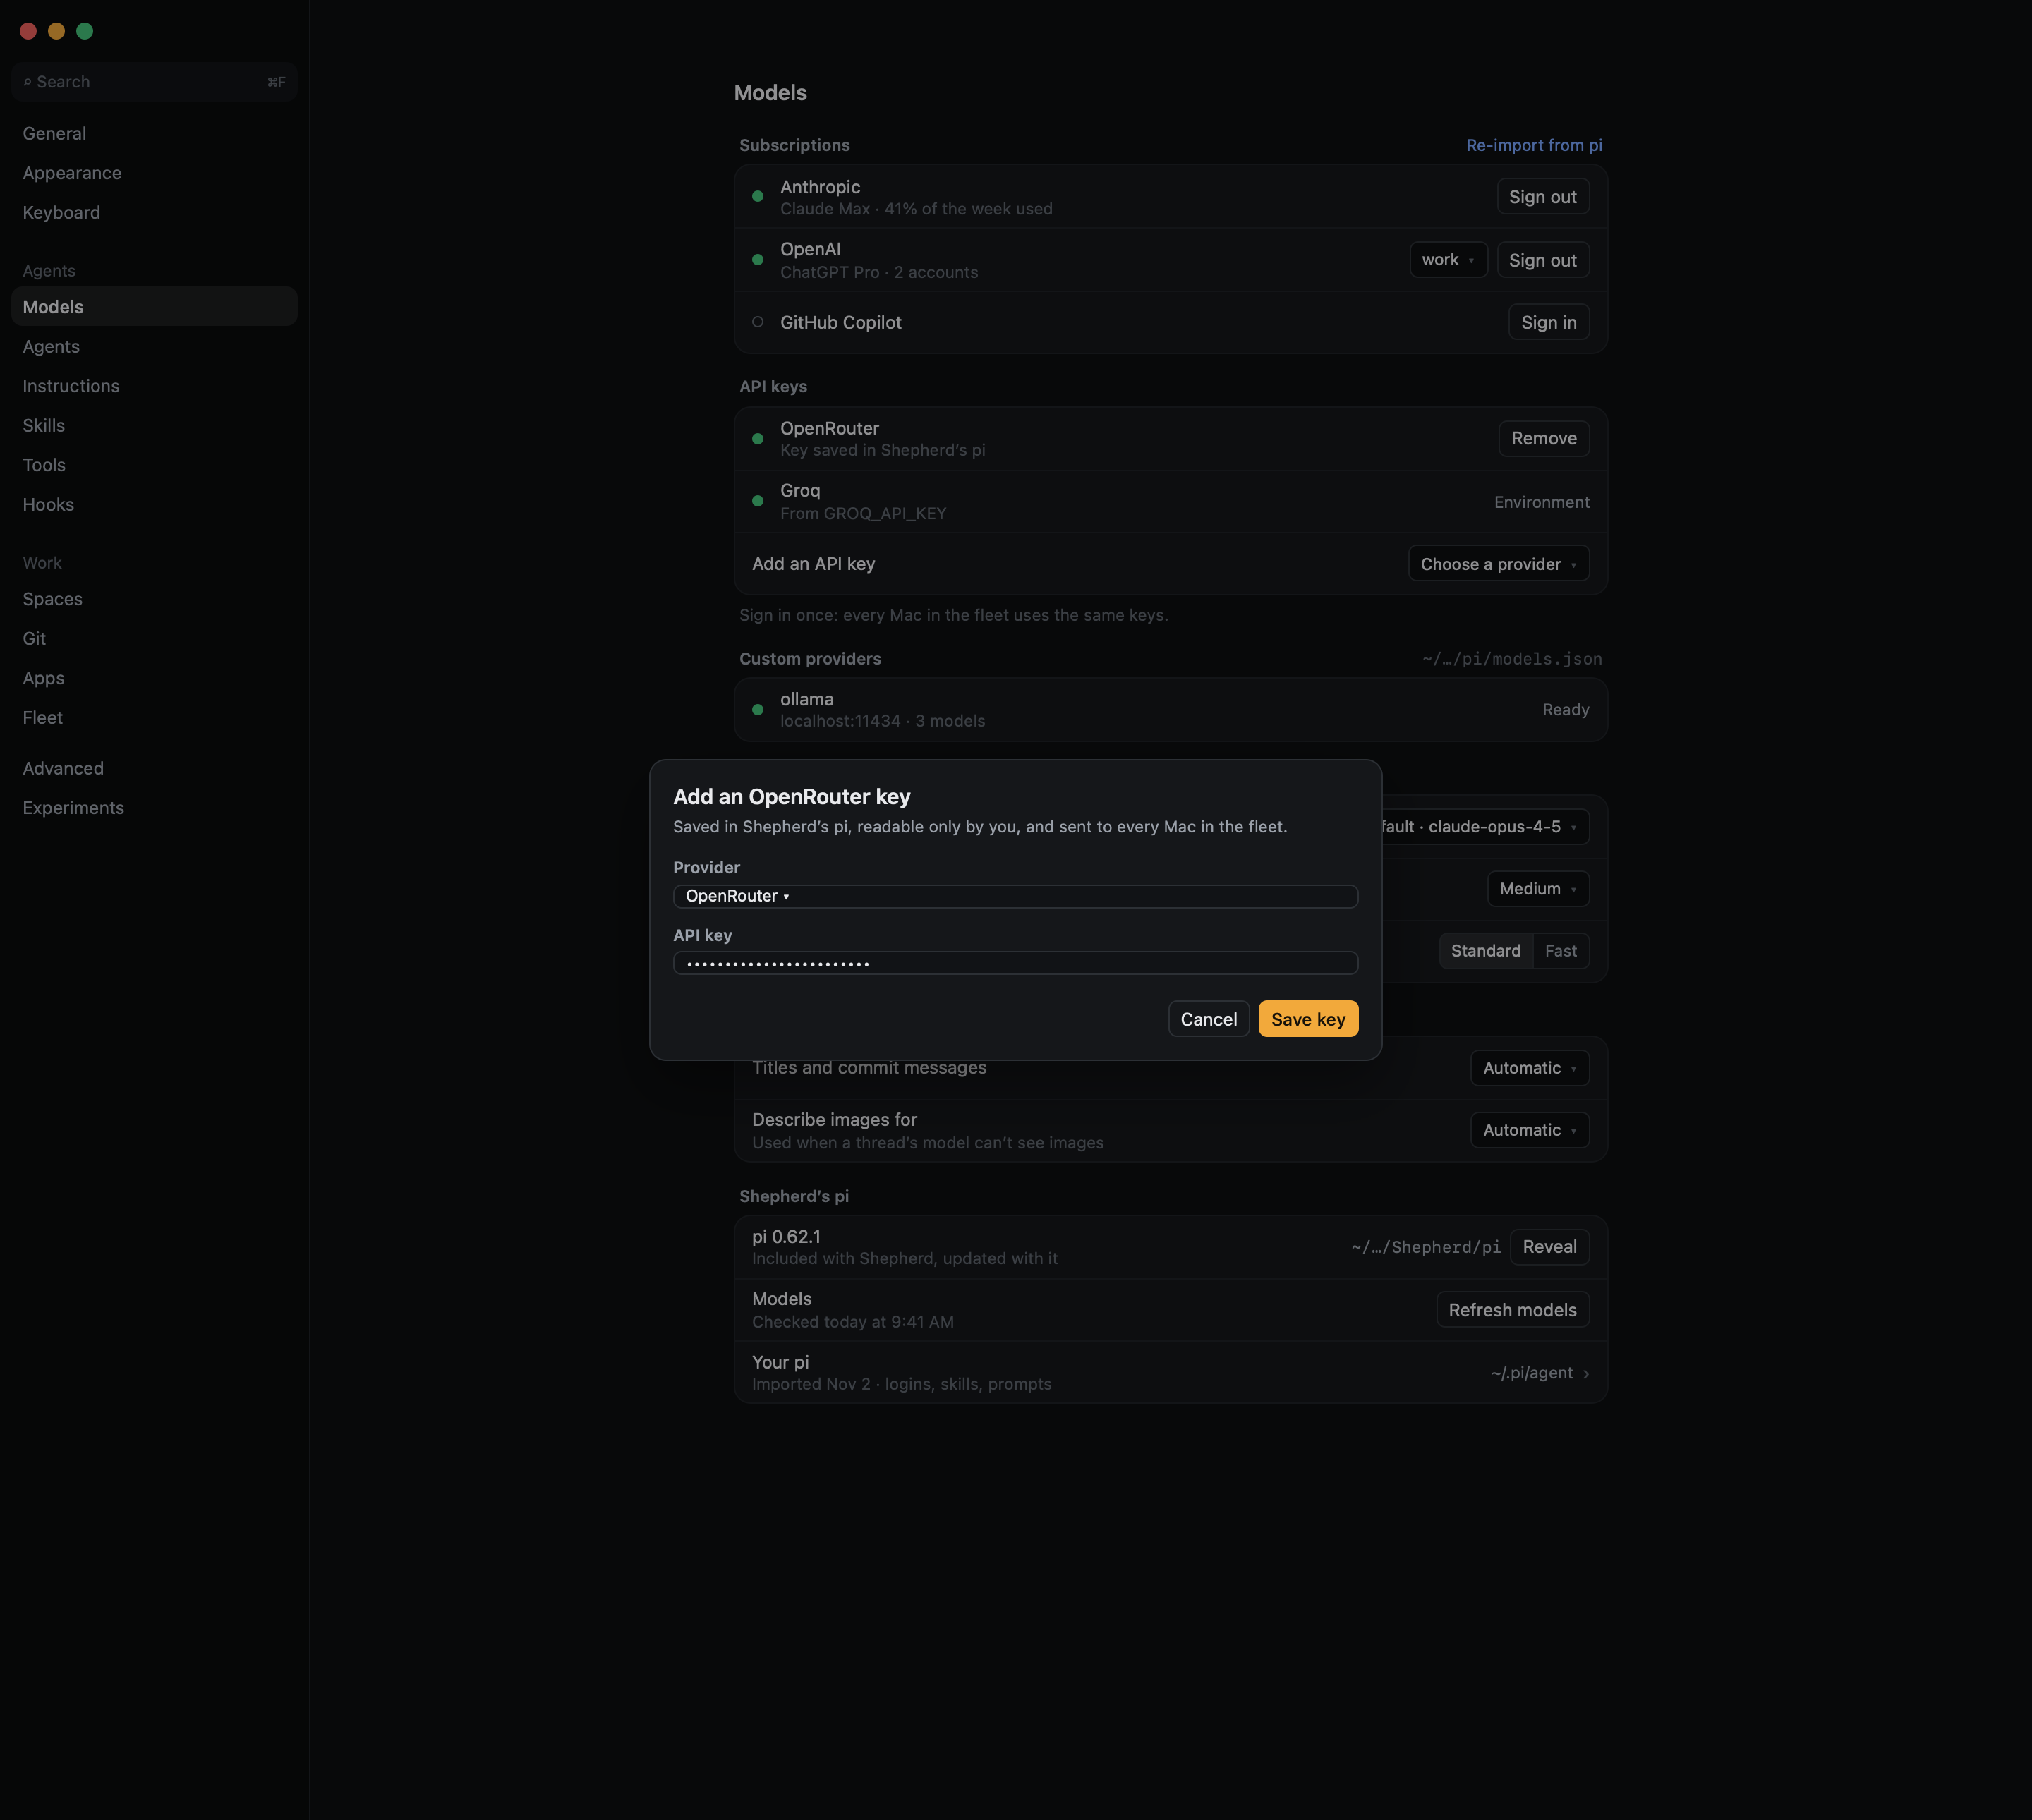 Search ⌘F
General
Appearance
Keyboard
Agents
Models
Agents
Instructions
Skills
Tools
Hooks
Work
Spaces
Git
Apps
Fleet
Advanced
Experiments
Models
Subscriptions Re-import from pi
Anthropic
Claude Max · 41% of the week used
Sign out
OpenAI
ChatGPT Pro · 2 accounts
work Sign out
GitHub Copilot Sign in
API keys
OpenRouter
Key saved in Shepherd’s pi
Remove
Groq
From GROQ_API_KEY
Environment
Add an API key Choose a provider
Sign in once: every Mac in the fleet uses the same keys.
Custom providers ~/…/pi/models.json
ollama
localhost:11434 · 3 models
Ready
Add an OpenRouter key
Saved in Shepherd’s pi, readable only by you, and sent to every Mac in the fleet.
Provider
OpenRouter
API key
••••••••••••••••••••••••
Cancel Save key
fault · claude-opus-4-5
Medium
Standard Fast
Titles and commit messages Automatic
Describe images for
Used when a thread’s model can’t see images
Automatic
Shepherd’s pi
pi 0.62.1
Included with Shepherd, updated with it
~/…/Shepherd/pi Reveal
Models
Checked today at 9:41 AM
Refresh models
Your pi
Imported Nov 2 · logins, skills, prompts
~/.pi/agent ›